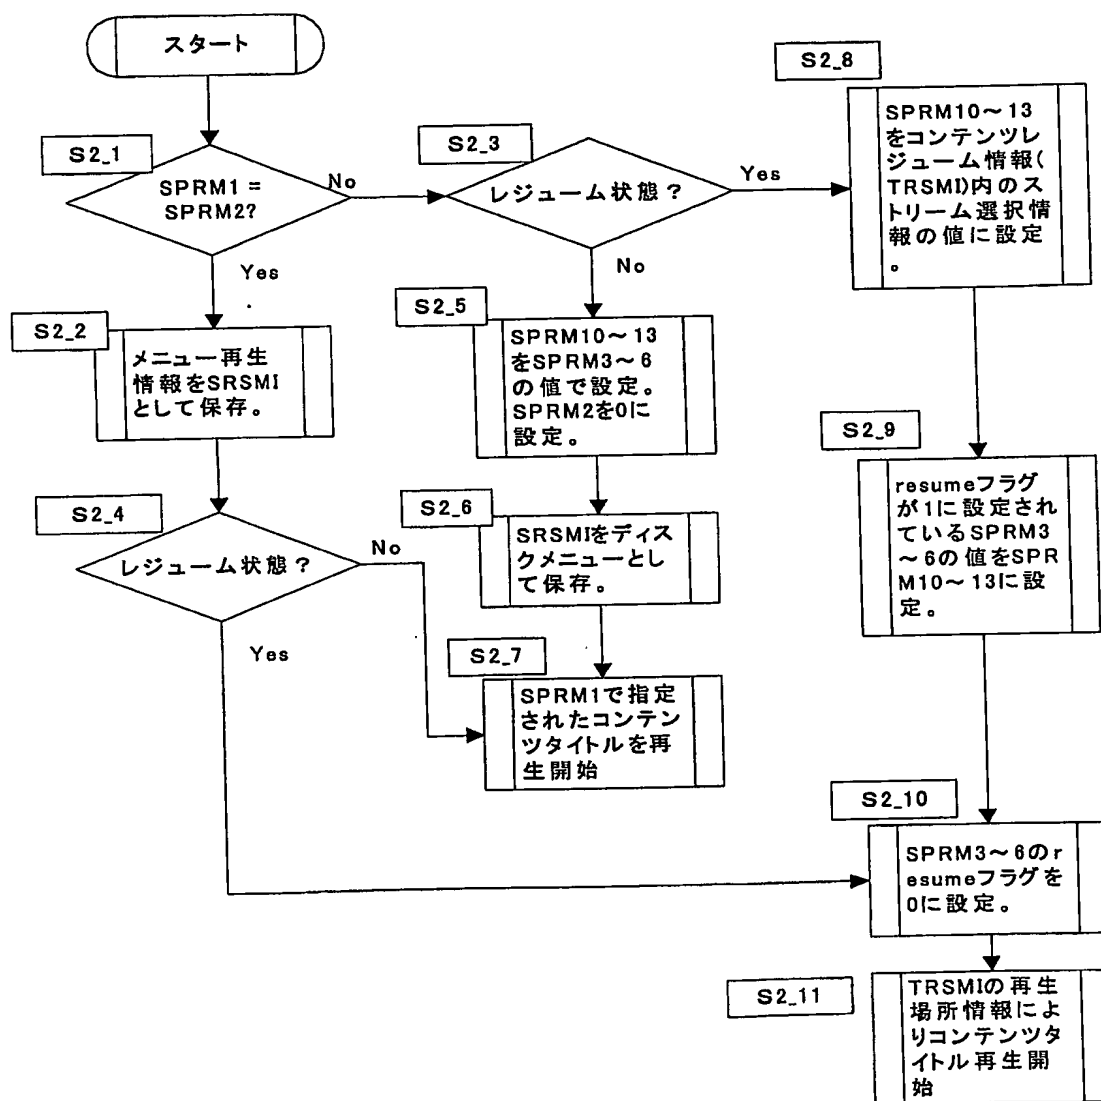 スタート
S2_1
SPRM1 =
SPRM2?
No
Yes
S2_2
メニュー再生
情報をSRSMI
として保存。
S2_4
レジューム状態？
No
Yes
S2_3
レジューム状態？
Yes
No
S2_5
SPRM10～13
をSPRM3～6
の値で設定。
SPRM2を0に
設定。
S2_6
SRSMIをディス
クメニューとし
て保存。
S2_7
SPRM1で指定
されたコンテン
ツタイトルを再
生開始
S2_8
SPRM10～13
をコンテンツレ
ジューム情報(
TRSMI)内のス
トリーム選択情
報の値に設定
。
S2_9
resumeフラグ
が1に設定され
ているSPRM3
～6の値をSPR
M10～13に設
定。
S2_10
SPRM3～6のr
esumeフラグを
0に設定。
S2_11
TRSMIの再生
場所情報によ
りコンテンツタ
イトル再生開
始